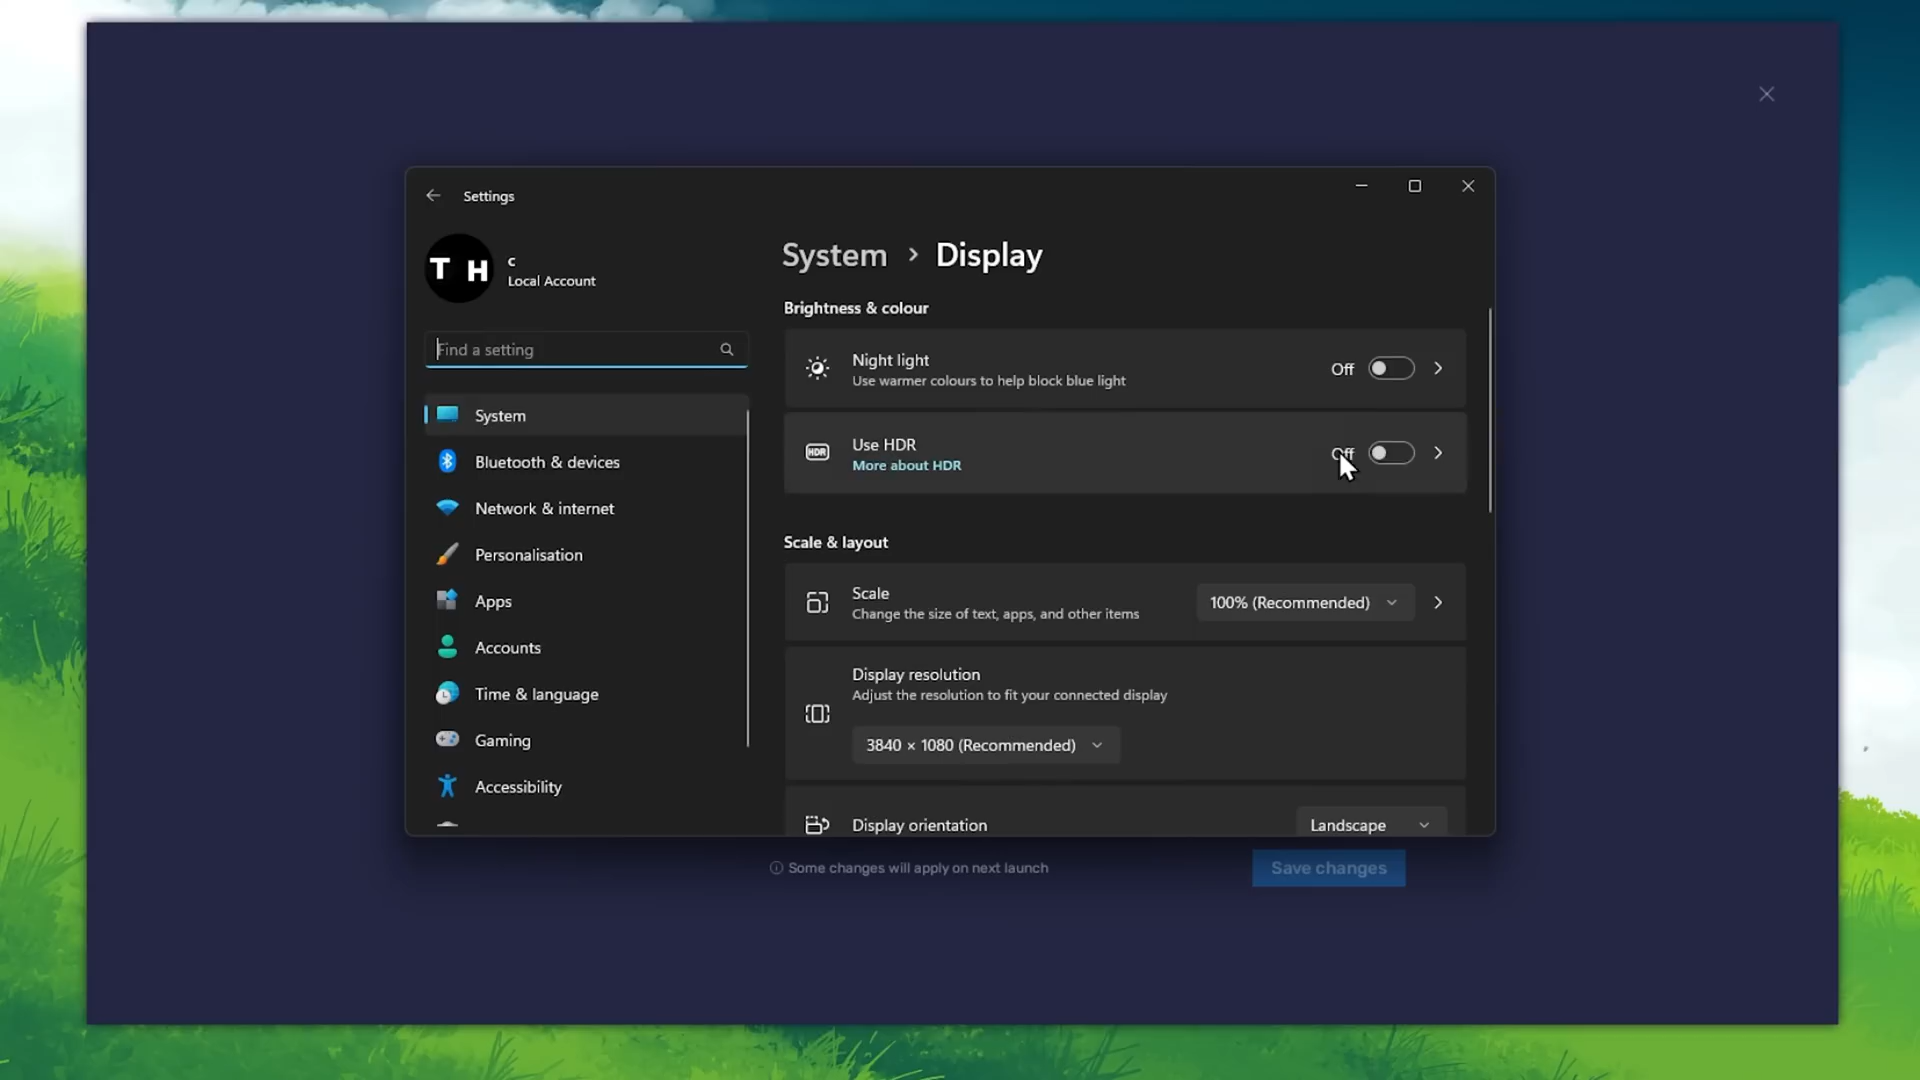 Settings
T H
c
Local Account
Find a setting
System
Bluetooth & devices
Network & internet
Personalisation
Apps
Accounts
Time & language
Gaming
Accessibility
System > Display
Brightness & colour
Night light
Use warmer colours to help block blue light
Off
HDR
Use HDR
More about HDR
Off
Scale & layout
Scale
Change the size of text, apps, and other items
100% (Recommended)
Display resolution
Adjust the resolution to fit your connected display
3840 × 1080 (Recommended)
Display orientation
Landscape
Some changes will apply on next launch
Save changes